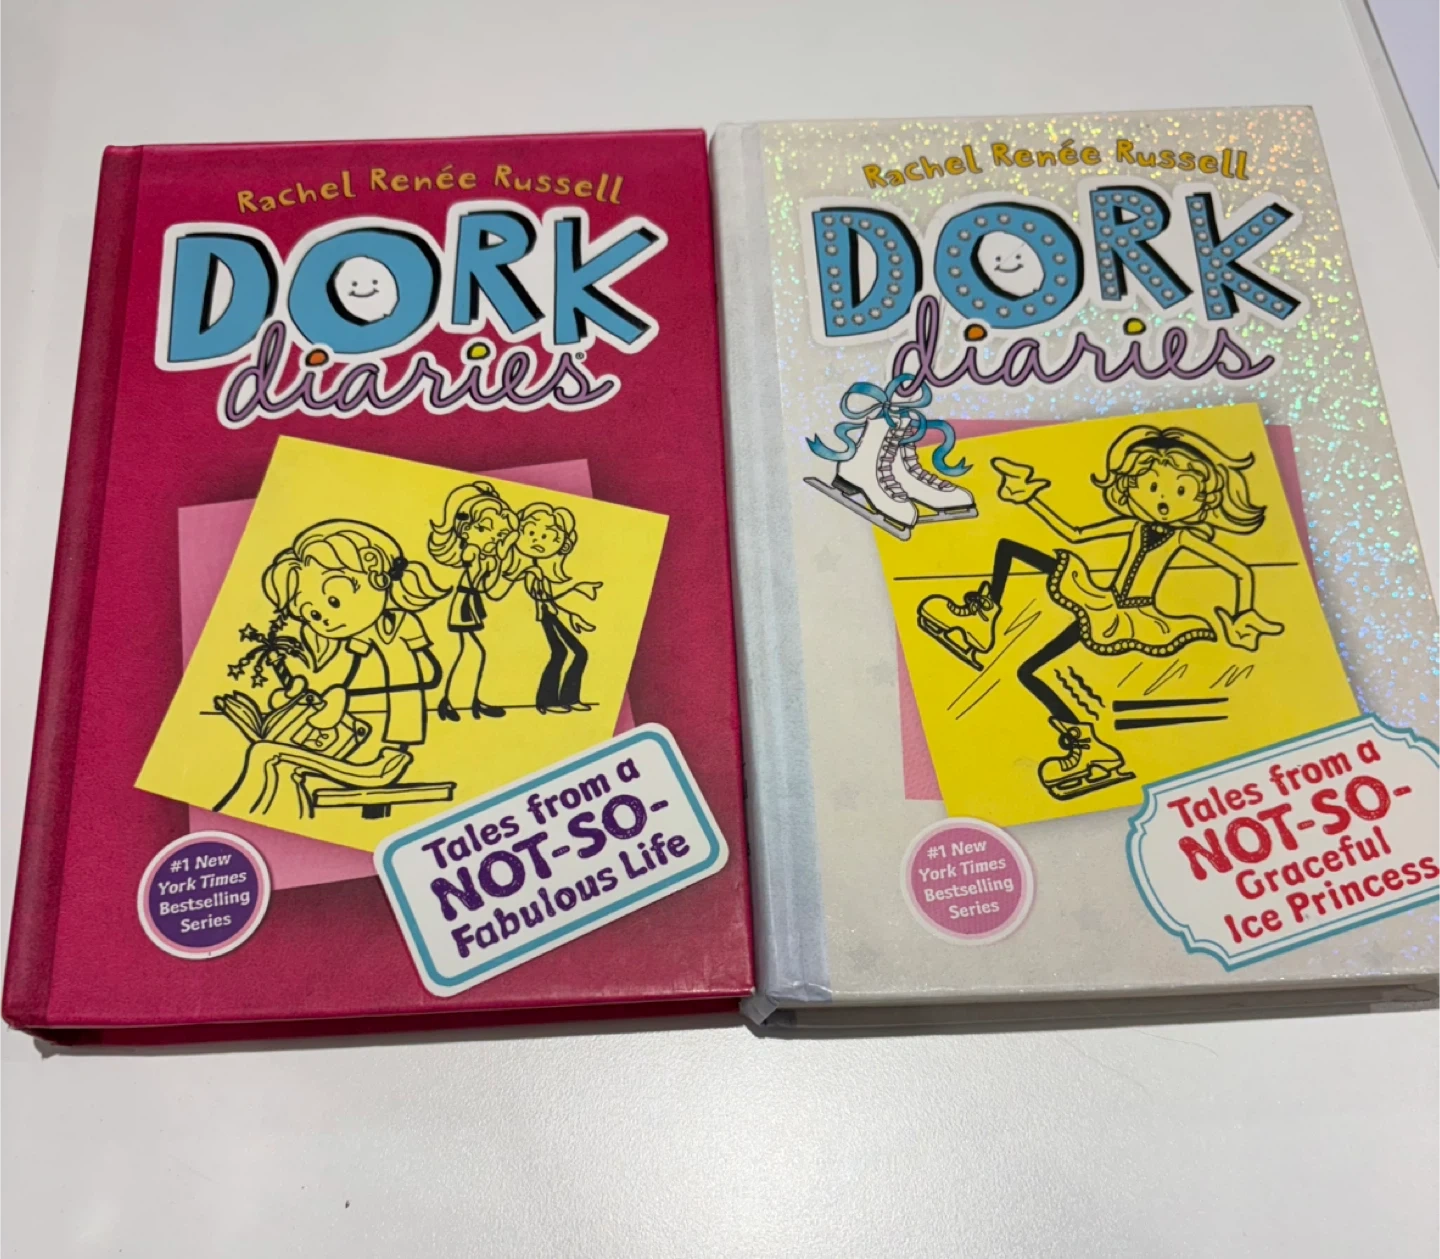 Rachel Renée Russell
DORK
diaries®
Tales from a
NOT-SO-
Fabulous Life
#1 New
York Times
Bestselling
Series
Rachel Renée Russell
DORK
diaries
Tales from a
NOT-SO-
Graceful
Ice Princess
#1 New
York Times
Bestselling
Series